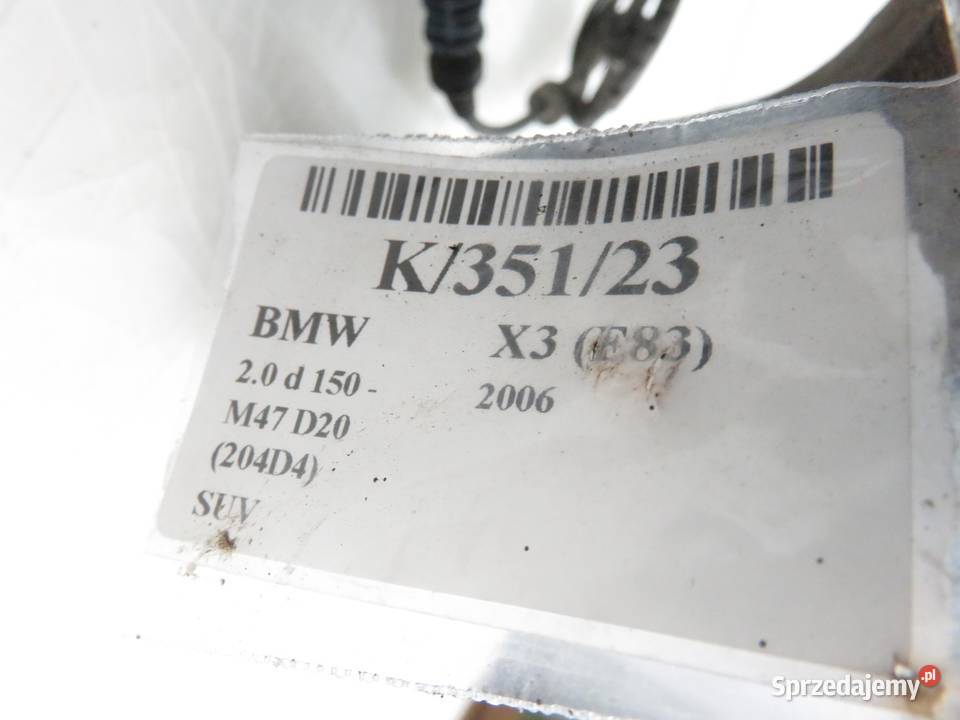 K/351/23
BMW X3 (E83)
2.0 d 150 - 2006
M47 D20
(204D4)
SUV
Sprzedajemy.pl